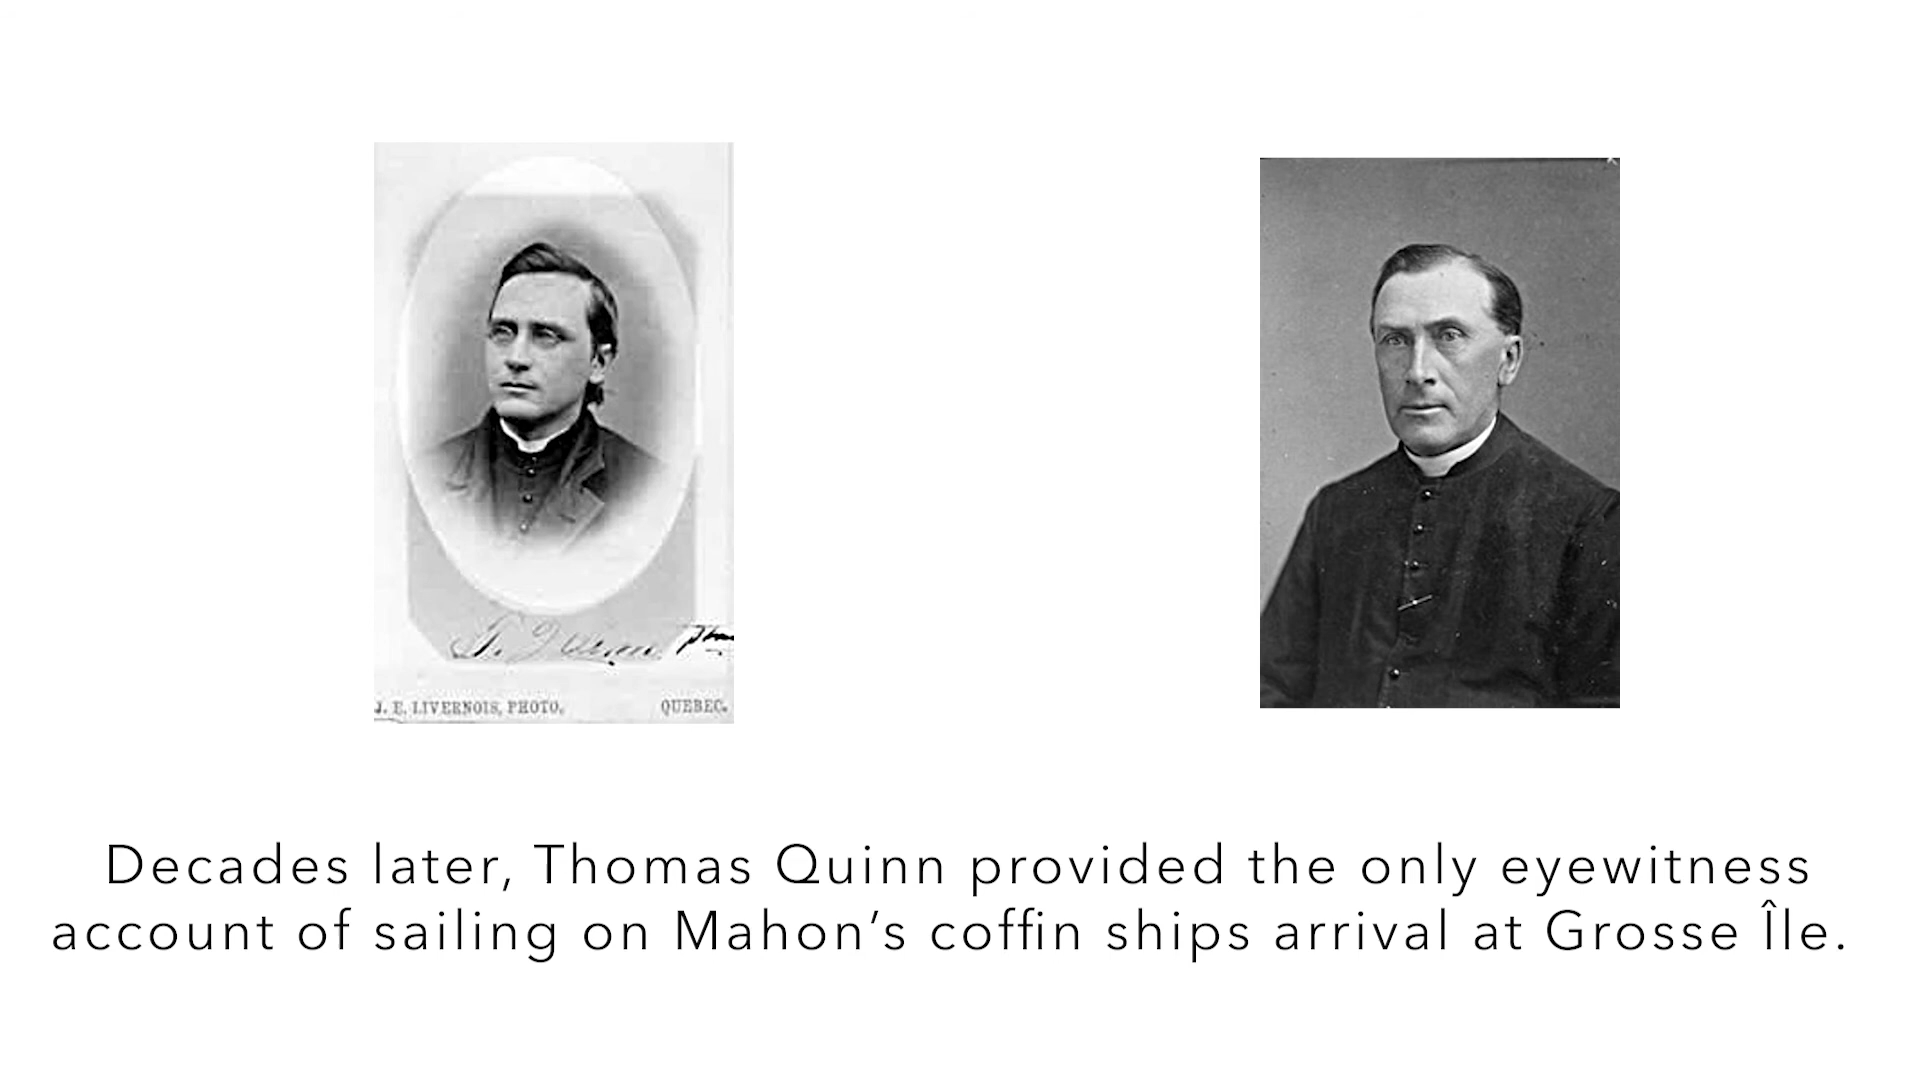 J. E. LIVERNOIS, PHOTO. QUEBEC.
Decades later, Thomas Quinn provided the only eyewitness
account of sailing on Mahon’s coffin ships arrival at Grosse Île.